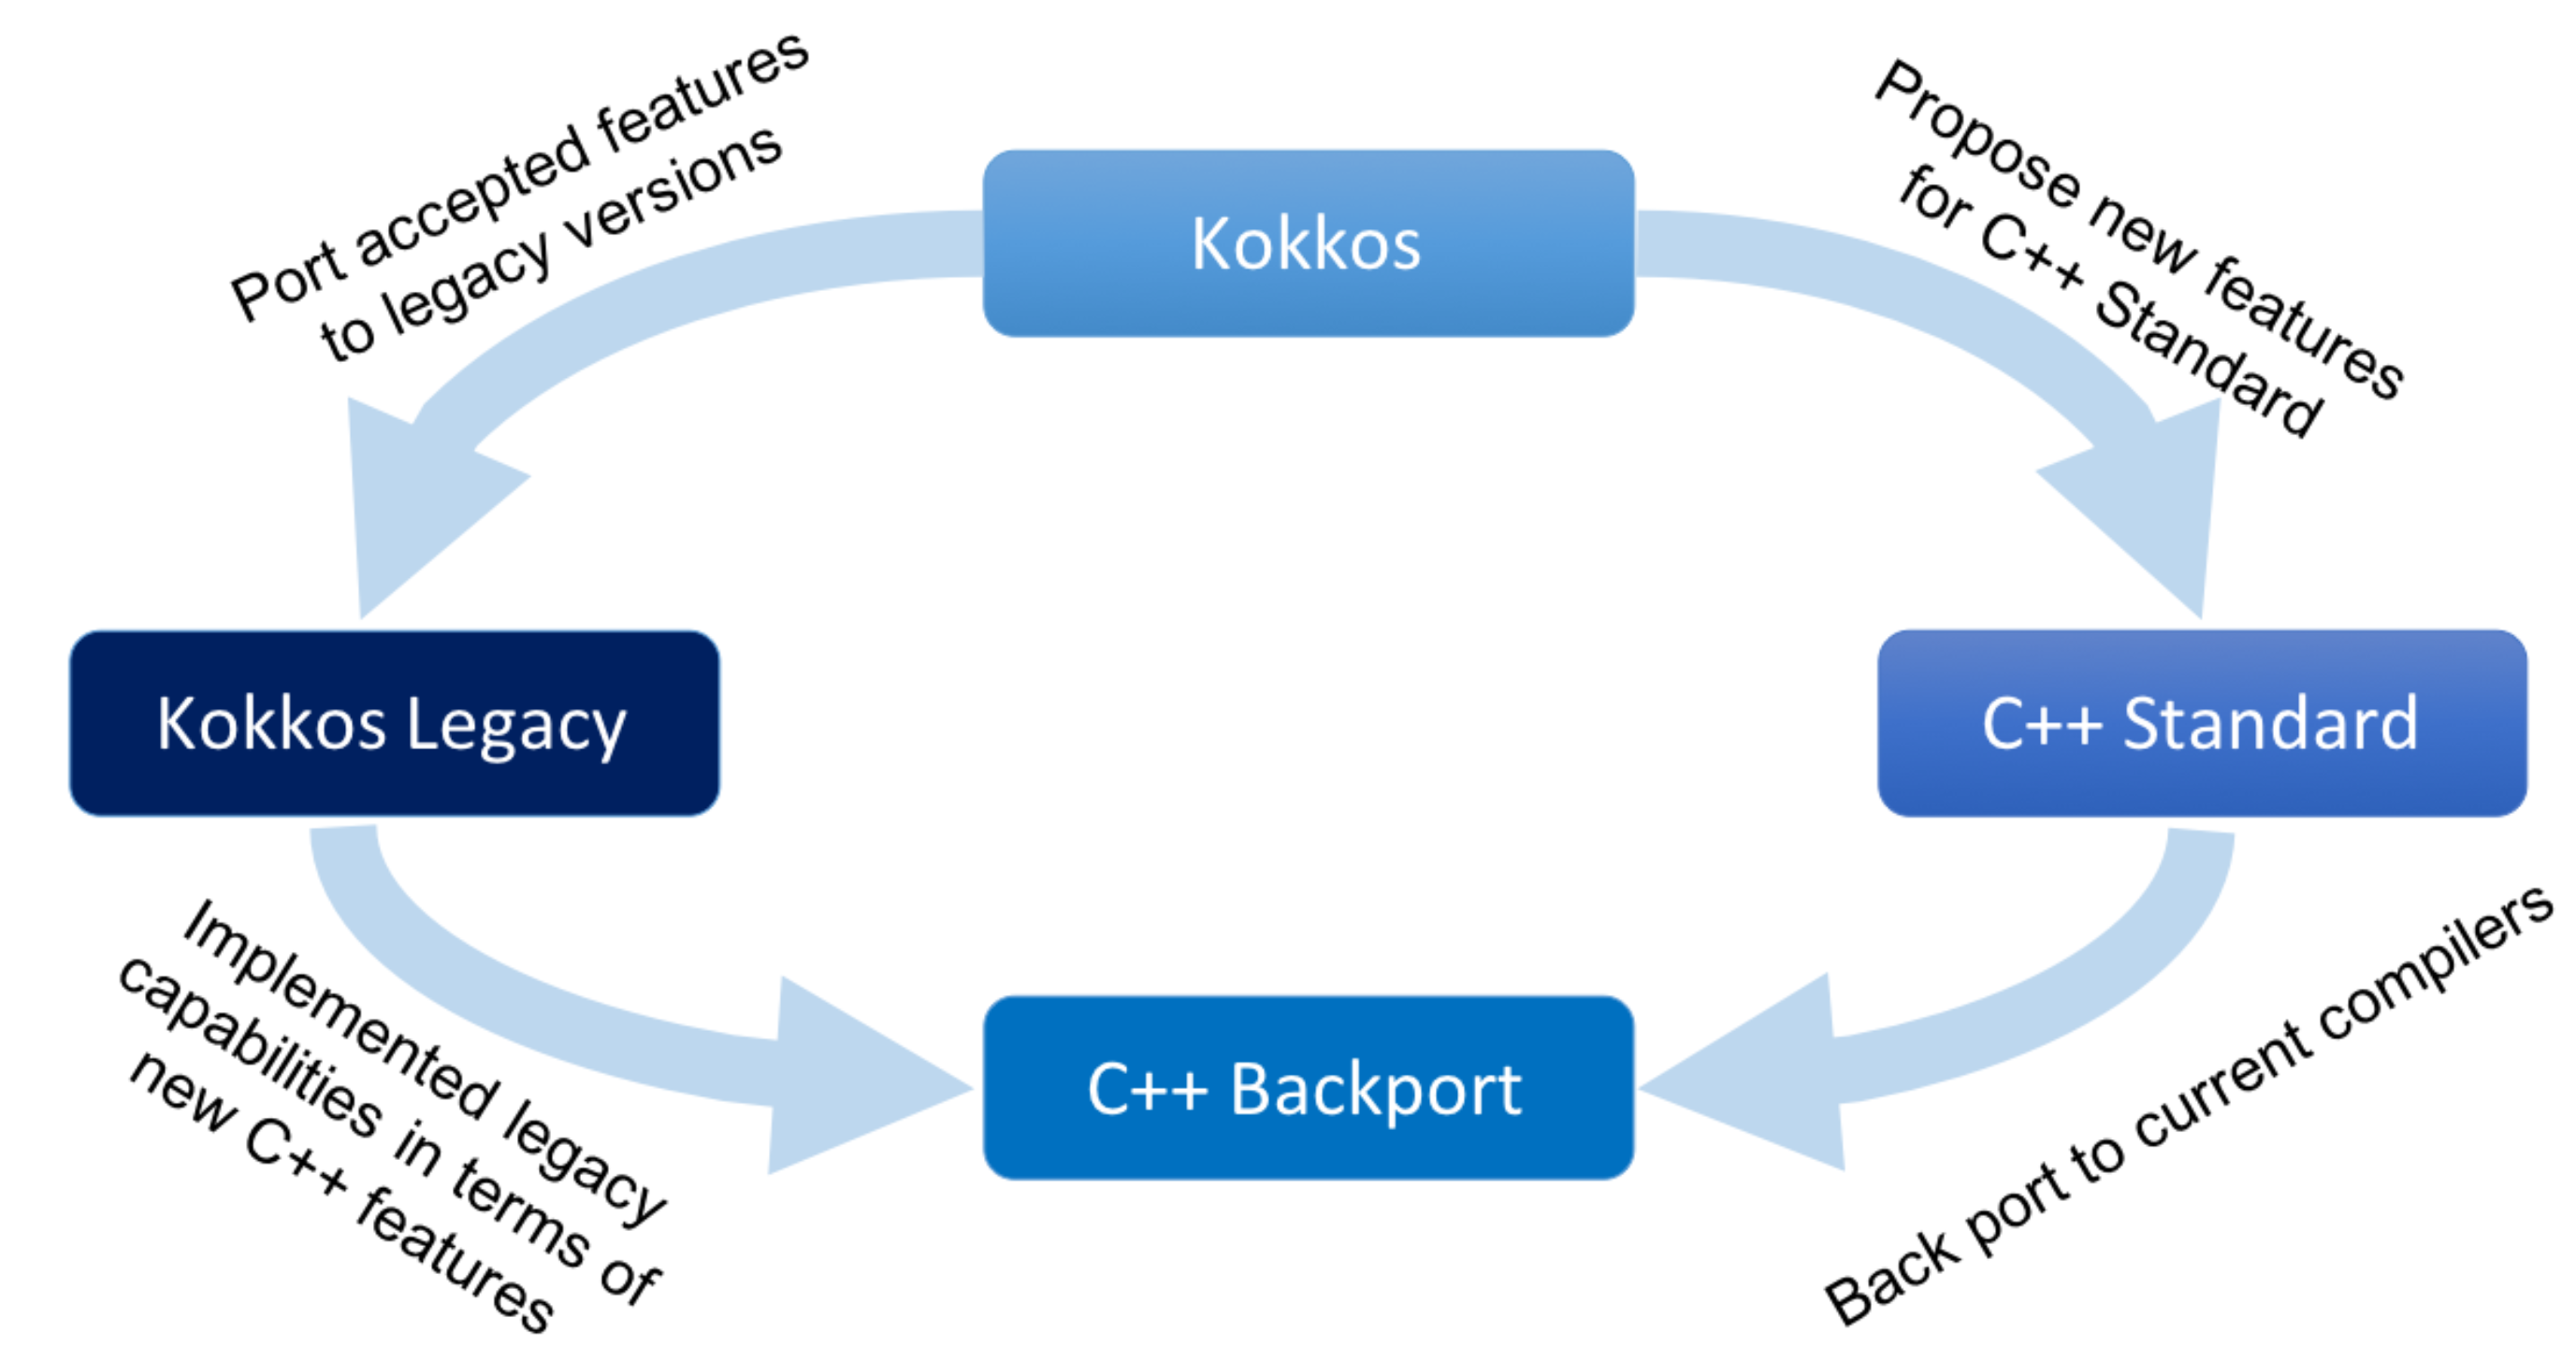 Port accepted features
to legacy versions
Kokkos
Propose new features
for C++ Standard
Kokkos Legacy
C++ Standard
Implemented legacy
capabilities in terms of
new C++ features
C++ Backport
Back port to current compilers